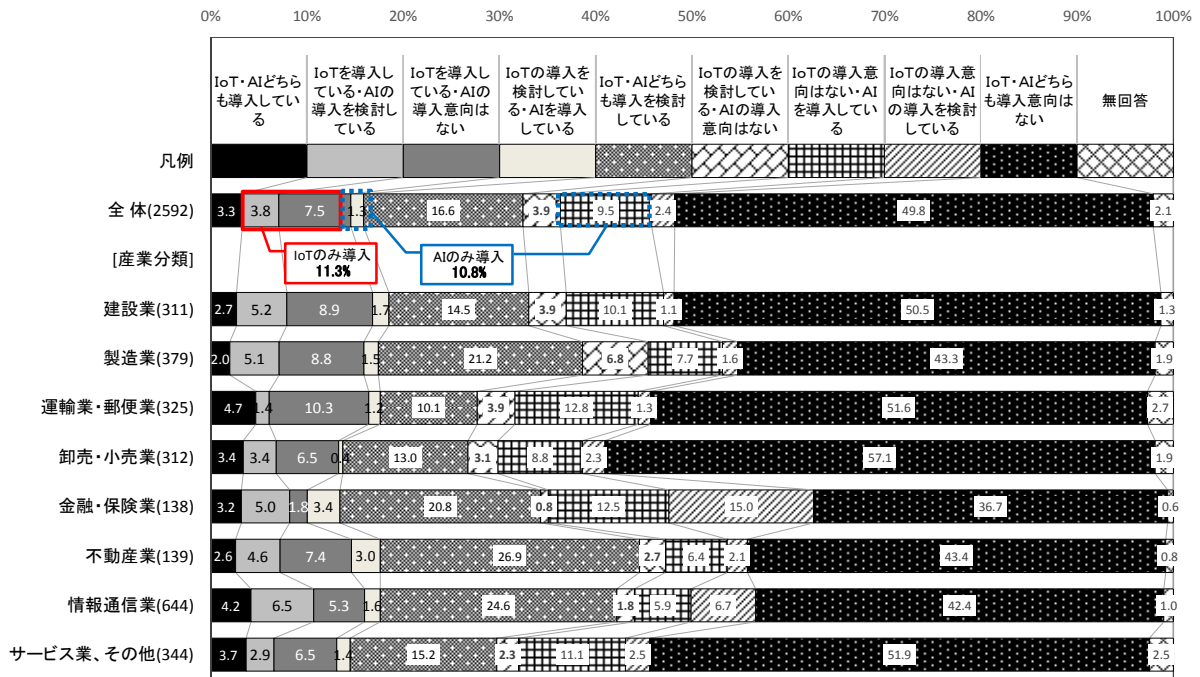 0% 10% 20% 30% 40% 50% 60% 70% 80% 90% 100%
IoT・AIどちら
も導入してい
る
IoTを導入し
ている・AIの
導入を検討し
ている
IoTを導入し
ている・AIの
導入意向は
ない
IoTの導入を
検討してい
る・AIを導入
している
IoT・AIどちら
も導入を検討
している
IoTの導入を
検討してい
る・AIの導入
意向はない
IoTの導入意
向はない・AI
を導入してい
る
IoTの導入意
向はない・AI
の導入を検討
している
IoT・AIどちら
も導入意向は
ない
無回答
凡例
全 体(2592) 3.3 3.8 7.5 1.3 16.6 3.9 9.5 2.4 49.8 2.1
IoTのみ導入
11.3%
AIのみ導入
10.8%
[産業分類]
建設業(311) 2.7 5.2 8.9 1.7 14.5 3.9 10.1 1.1 50.5 1.3
製造業(379) 2.0 5.1 8.8 1.5 21.2 6.8 7.7 1.6 43.3 1.9
運輸業・郵便業(325) 4.7 1.4 10.3 1.2 10.1 3.9 12.8 1.3 51.6 2.7
卸売・小売業(312) 3.4 3.4 6.5 0.4 13.0 3.1 8.8 2.3 57.1 1.9
金融・保険業(138) 3.2 5.0 1.8 3.4 20.8 0.8 12.5 15.0 36.7 0.6
不動産業(139) 2.6 4.6 7.4 3.0 26.9 2.7 6.4 2.1 43.4 0.8
情報通信業(644) 4.2 6.5 5.3 1.6 24.6 1.8 5.9 6.7 42.4 1.0
サービス業、その他(344) 3.7 2.9 6.5 1.4 15.2 2.3 11.1 2.5 51.9 2.5